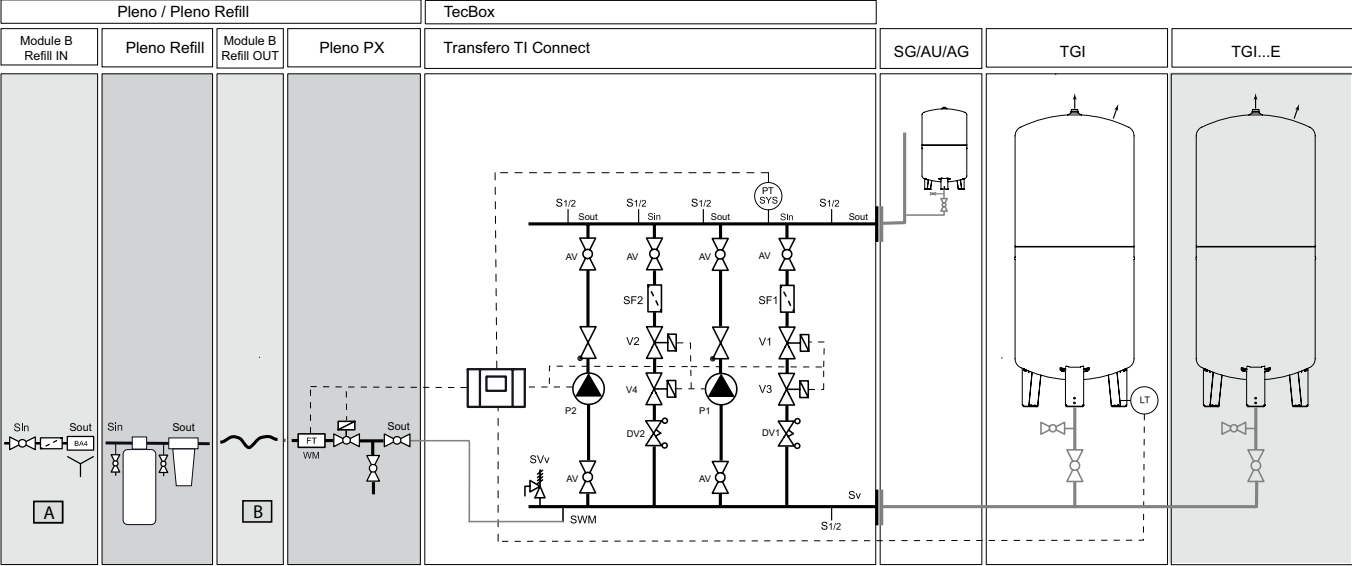 Pleno / Pleno Refill
TecBox
Module B
Refill IN
Pleno Refill
Module B
Refill OUT
Pleno PX
Transfero TI Connect
SG/AU/AG
TGI
TGI...E
PT
SYS
S1/2
S1/2
S1/2
S1/2
Sout
Sin
Sout
SIn
Sout
AV
AV
AV
AV
SF2
SF1
V2
V1
V4
V3
P2
P1
LT
SIn
Sout
BA4
Sin
Sout
Sout
FT
WM
DV2
DV1
SVv
AV
AV
Sv
A
B
SWM
S1/2